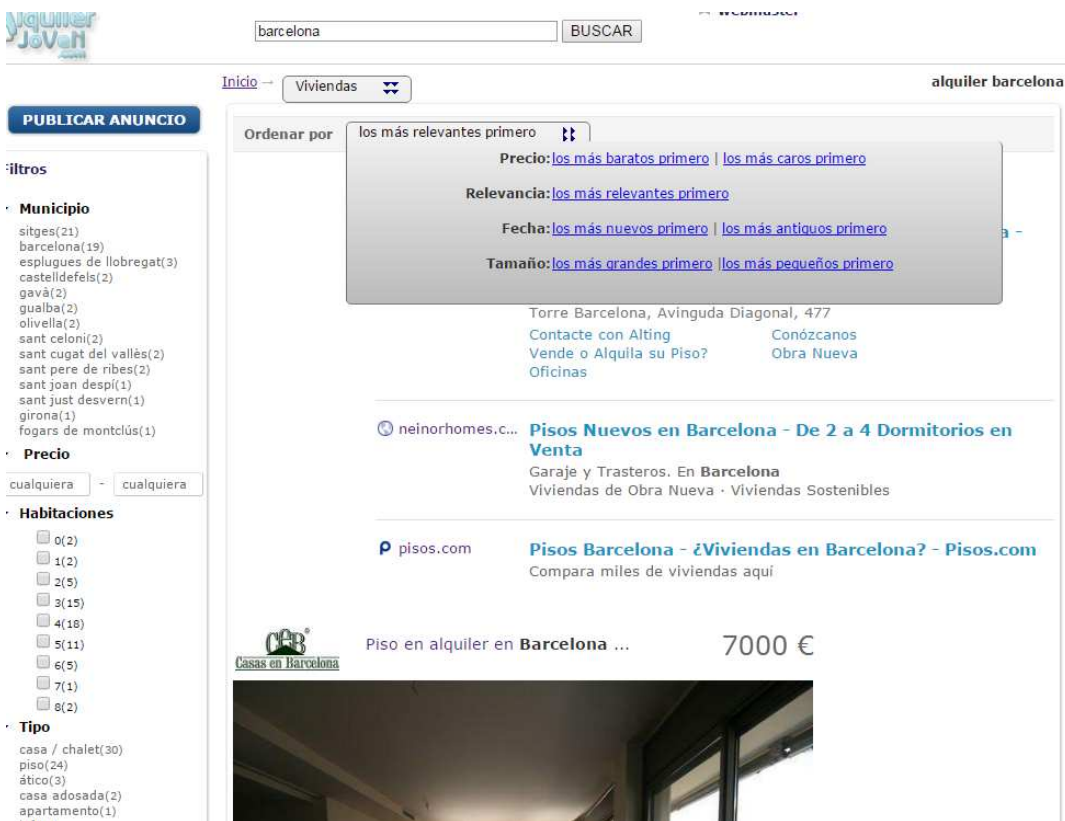 Alquiler
JoVeN
.com
webmaster
barcelona
BUSCAR
Inicio → Viviendas
alquiler barcelona
PUBLICAR ANUNCIO
Ordenar por los más relevantes primero
Precio: los más baratos primero | los más caros primero
Relevancia: los más relevantes primero
Fecha: los más nuevos primero | los más antiguos primero
Tamaño: los más grandes primero | los más pequeños primero
Filtros
Municipio
sitges(21)
barcelona(19)
esplugues de llobregat(3)
castelldefels(2)
gavà(2)
gualba(2)
olivella(2)
sant celoni(2)
sant cugat del vallès(2)
sant pere de ribes(2)
sant joan despí(1)
sant just desvern(1)
girona(1)
fogars de montclús(1)
Precio
cualquiera - cualquiera
Habitaciones
0(2)
1(2)
2(5)
3(15)
4(18)
5(11)
6(5)
7(1)
8(2)
Tipo
casa / chalet(30)
piso(24)
ático(3)
casa adosada(2)
apartamento(1)
a -
Torre Barcelona, Avinguda Diagonal, 477
Contacte con Alting Conózcanos
Vende o Alquila su Piso? Obra Nueva
Oficinas
neinorhomes.c... Pisos Nuevos en Barcelona - De 2 a 4 Dormitorios en
Venta
Garaje y Trasteros. En Barcelona
Viviendas de Obra Nueva · Viviendas Sostenibles
pisos.com Pisos Barcelona - ¿Viviendas en Barcelona? - Pisos.com
Compara miles de viviendas aquí
CeB
Casas en Barcelona
Piso en alquiler en Barcelona ... 7000 €